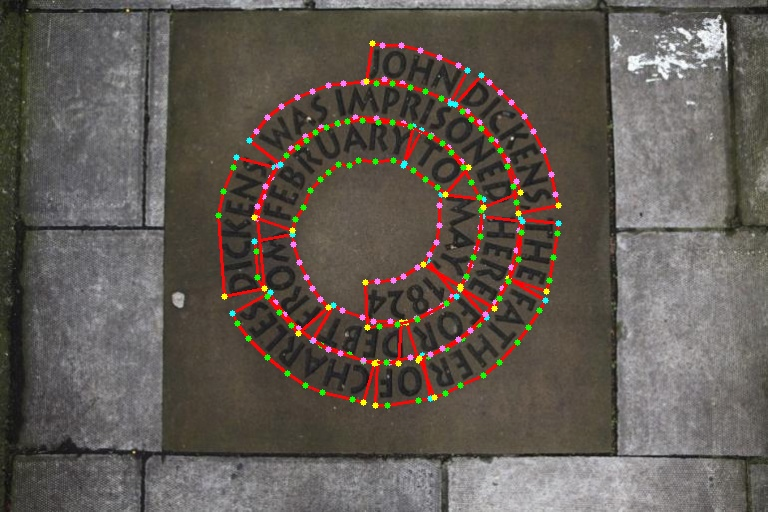 JOHN DICKENS THE FATHER OF CHARLES DICKENS WAS IMPRISONED HERE FOR DEBT FROM FEBRUARY TO MAY 1824